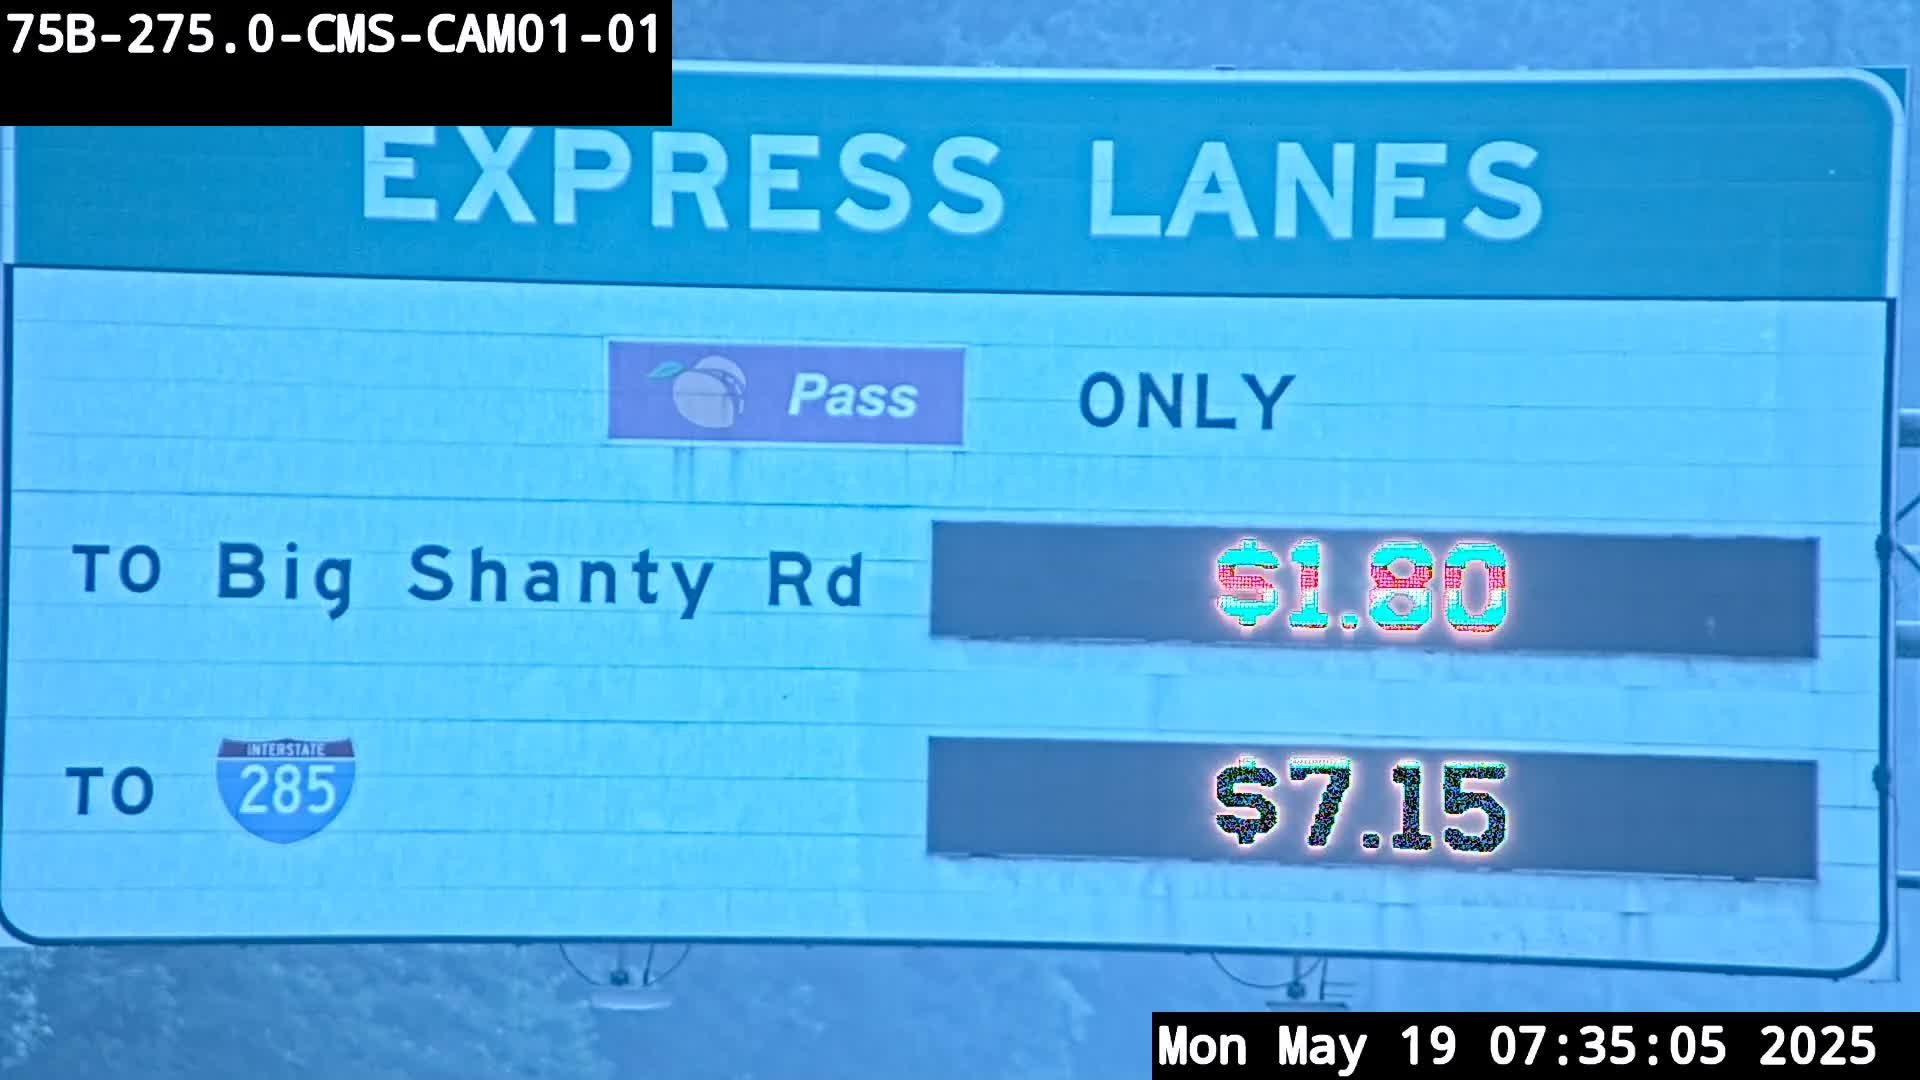 75B-275.0-CMS-CAM01-01
EXPRESS LANES
Pass ONLY
TO Big Shanty Rd $1.80
INTERSTATE
TO 285 $7.15
Mon May 19 07:35:05 2025